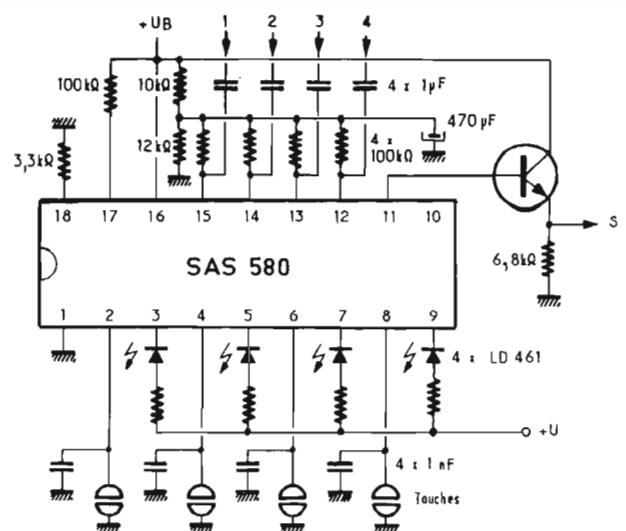 +UB
1 2 3 4
100kΩ
10kΩ
4 x 1µF
470 µF
12kΩ
4 x
100kΩ
3,3kΩ
18 17 16 15 14 13 12 11 10
S
SAS 580
6,8kΩ
1 2 3 4 5 6 7 8 9
4 x LD 461
+U
4 x 1 nF
Touches